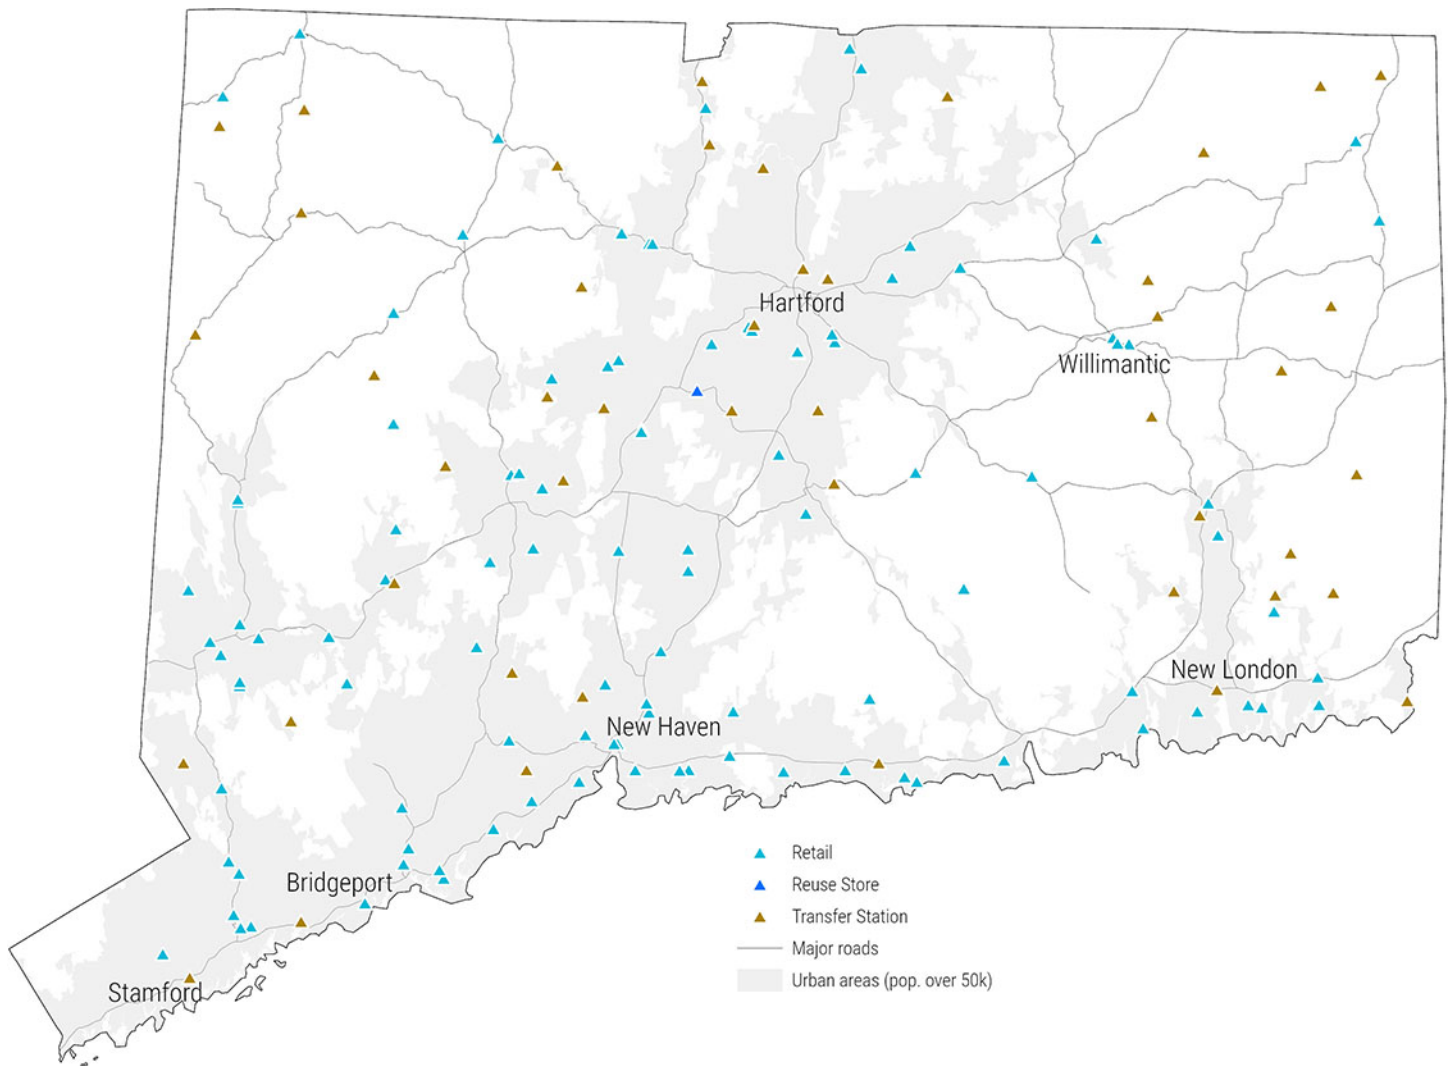 Hartford
Willimantic
New London
New Haven
Bridgeport
Stamford
Retail
Reuse Store
Transfer Station
Major roads
Urban areas (pop. over 50k)